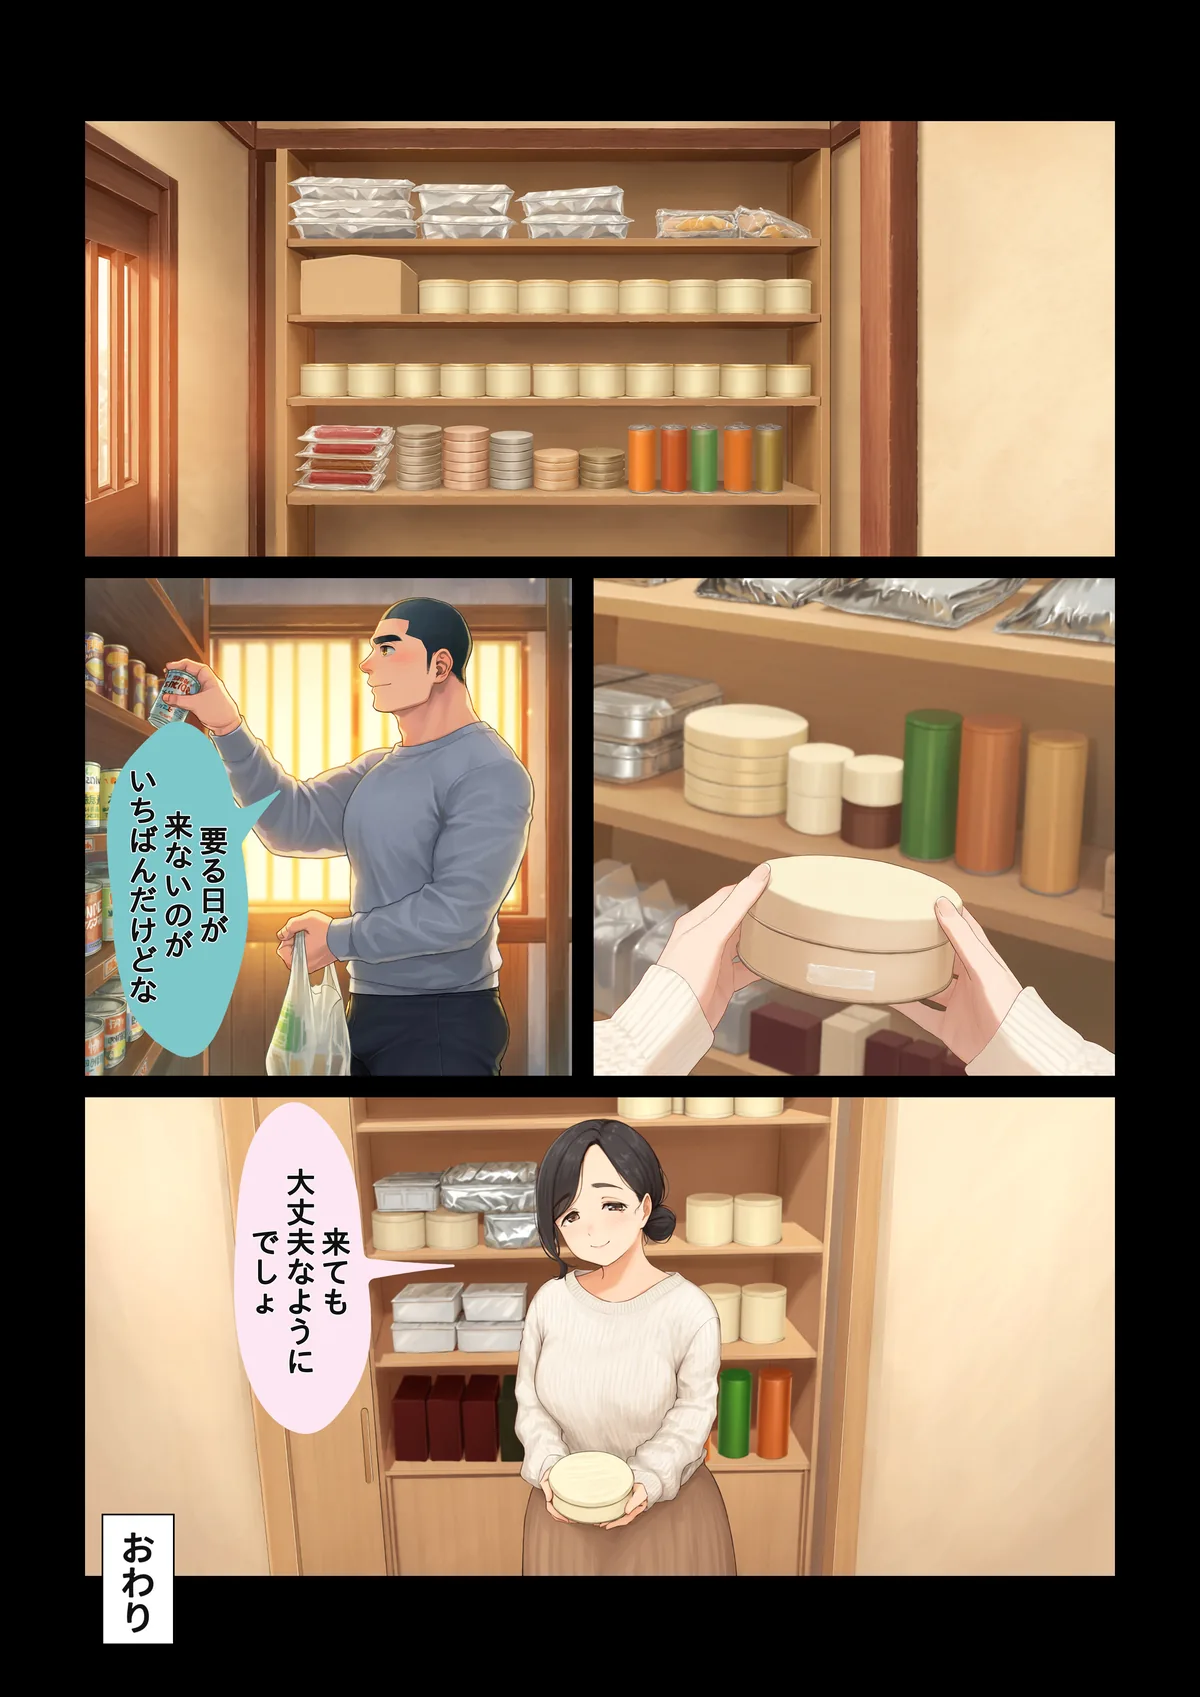 要る日が
来ないのが
いちばんだけどな
来ても
大丈夫なように
でしょ
おわり